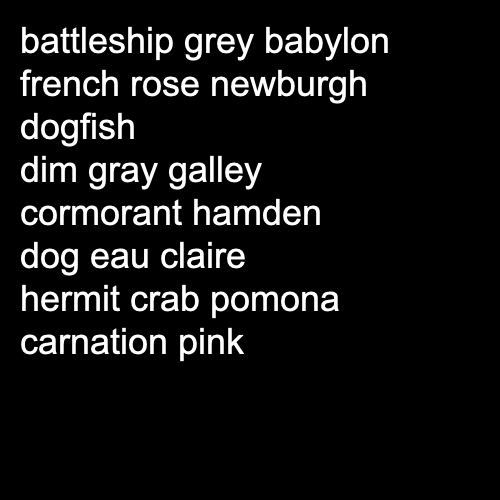 battleship grey babylon
french rose newburgh
dogfish
dim gray galley
cormorant hamden
dog eau claire
hermit crab pomona
carnation pink